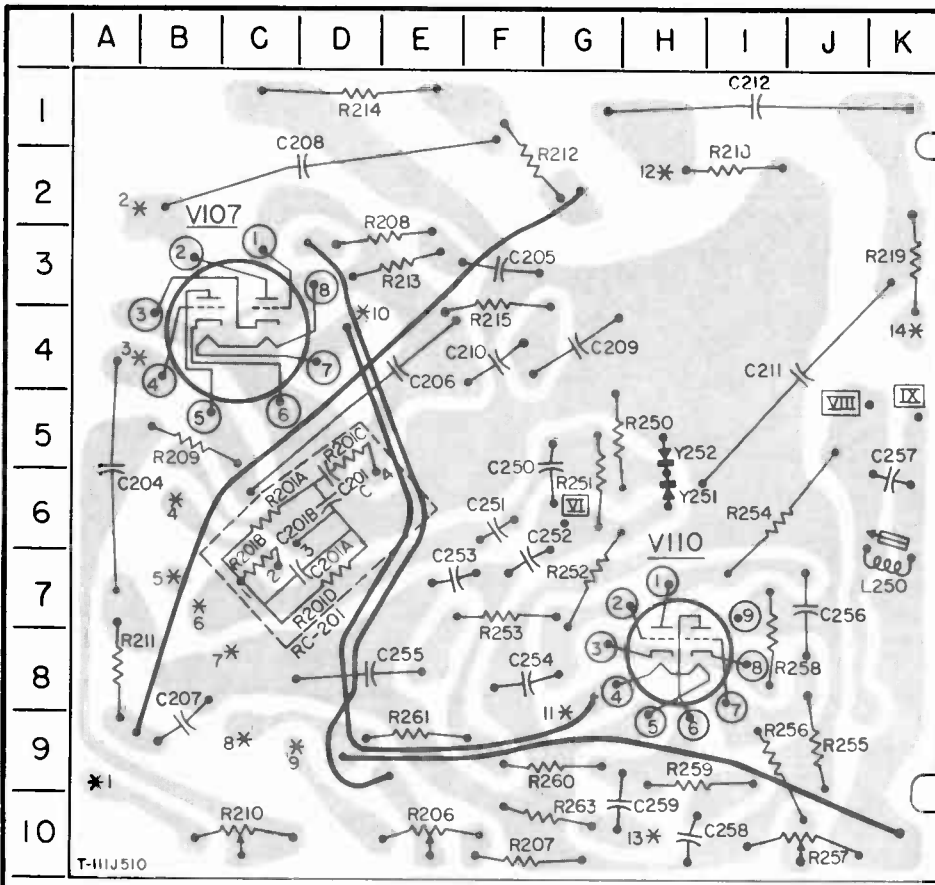 A B C D E F G H I J K
1
C212
R214
C208
R212
R210
12*
2
2*
V107
R208
1
2
3
C205
R213
R219
8
3
*10
R215
14*
4
3*
C210
C209
7
C206
C211
4
VIII
IX
5
6
R250
5
R209
R201C
Y252
C257
C204
C250
R251
R201A
C201
C
4
Y251
6
*
4
C201B
C251
VI
R254
R201B
3
C252
V110
2
C201A
C253
R252
L250
7
5*
1
*
6
R201D
2
9
C256
R211
RC-201
R253
3
R258
7*
8
C255
C254
8
4
C207
11*
5
6
7
R261
R256
R255
8*
*
9
9
*1
R260
R259
R210
R206
R263
C259
10
13*
C258
R207
R257
T-111J510